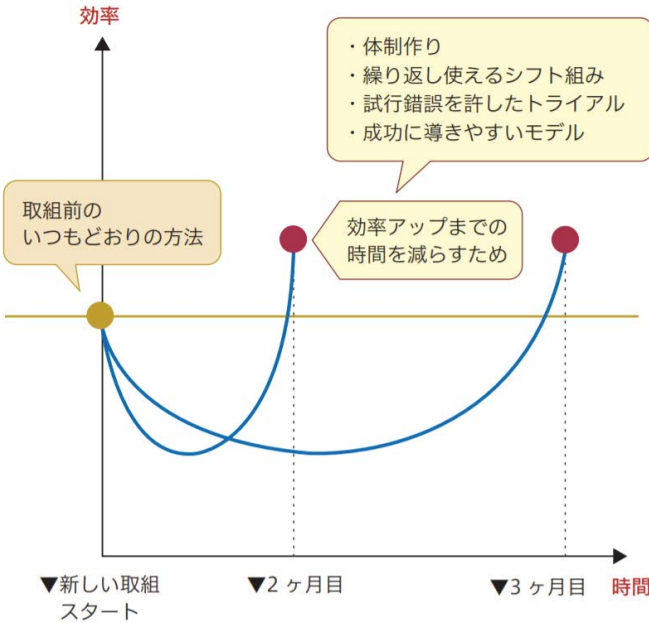 効率
・体制作り
・繰り返し使えるシフト組み
・試行錯誤を許したトライアル
・成功に導きやすいモデル
取組前の
いつもどおりの方法
効率アップまでの
時間を減らすため
▼新しい取組
スタート
▼2 ヶ月目
▼3 ヶ月目
時間